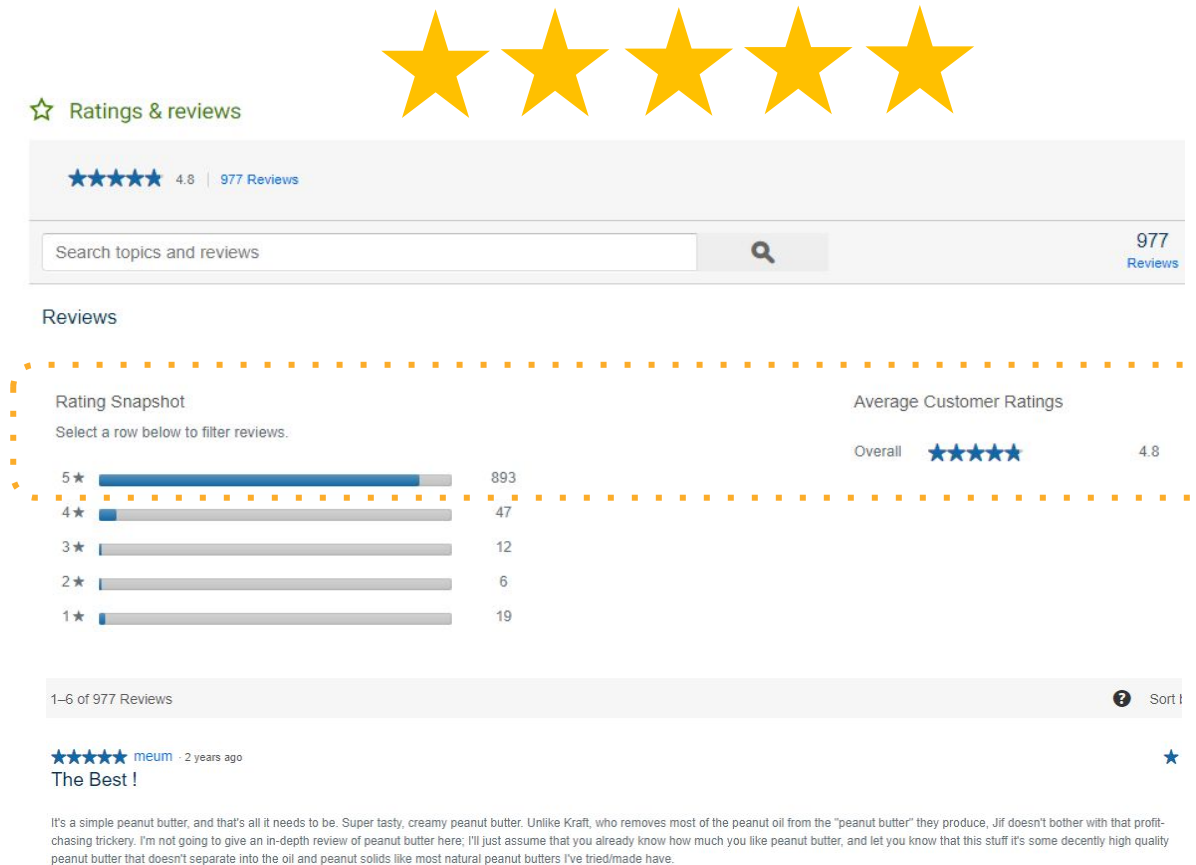 Ratings & reviews
4.8 | 977 Reviews
Search topics and reviews
977
Reviews
Reviews
Rating Snapshot
Average Customer Ratings
Select a row below to filter reviews.
Overall 4.8
5★ 893
4★ 47
3★ 12
2★ 6
1★ 19
1–6 of 977 Reviews
? Sort
meum · 2 years ago
The Best !
It's a simple peanut butter, and that's all it needs to be. Super tasty, creamy peanut butter. Unlike Kraft, who removes most of the peanut oil from the "peanut butter" they produce, Jif doesn't bother with that profit-
chasing trickery. I'm not going to give an in-depth review of peanut butter here; I'll just assume that you already know how much you like peanut butter, and let you know that this stuff it's some decently high quality
peanut butter that doesn't separate into the oil and peanut solids like most natural peanut butters I've tried/made have.